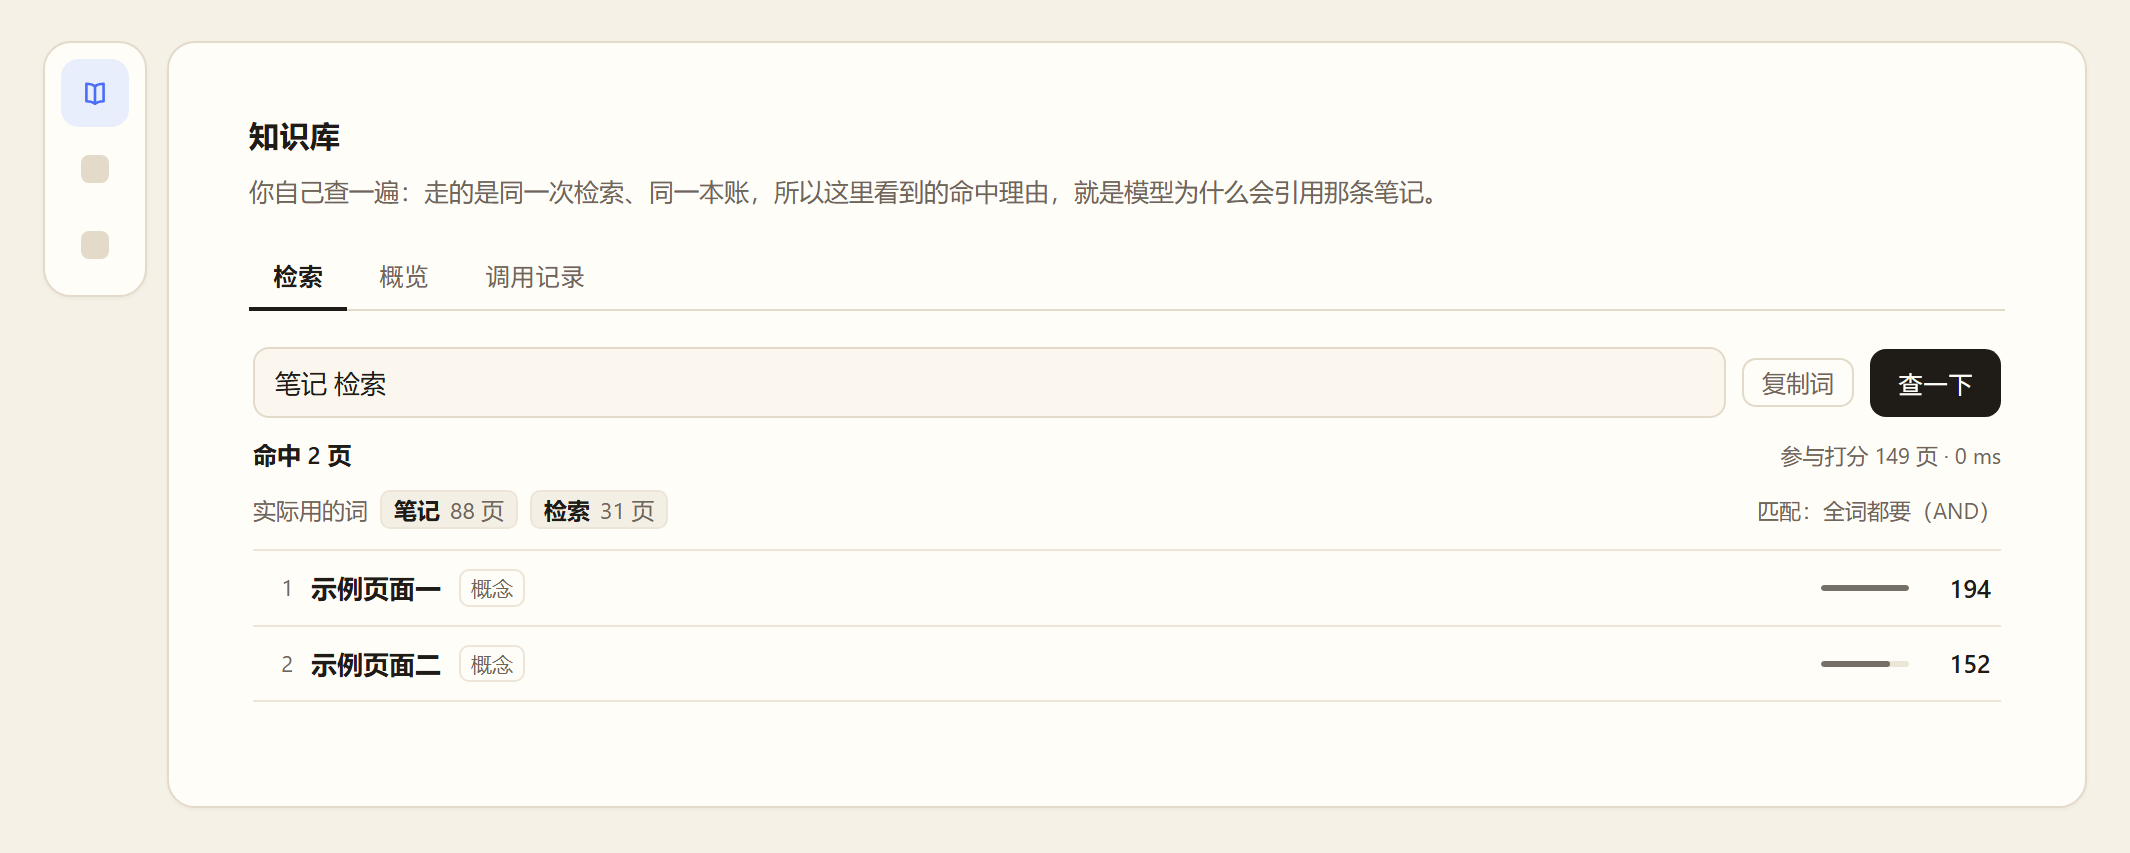 知识库
你自己查一遍：走的是同一次检索、同一本账，所以这里看到的命中理由，就是模型为什么会引用那条笔记。
检索 概览 调用记录
笔记 检索 复制词 查一下
命中 2 页 参与打分 149 页 · 0 ms
实际用的词 笔记 88 页 检索 31 页 匹配：全词都要（AND）
1 示例页面一 概念 194
2 示例页面二 概念 152